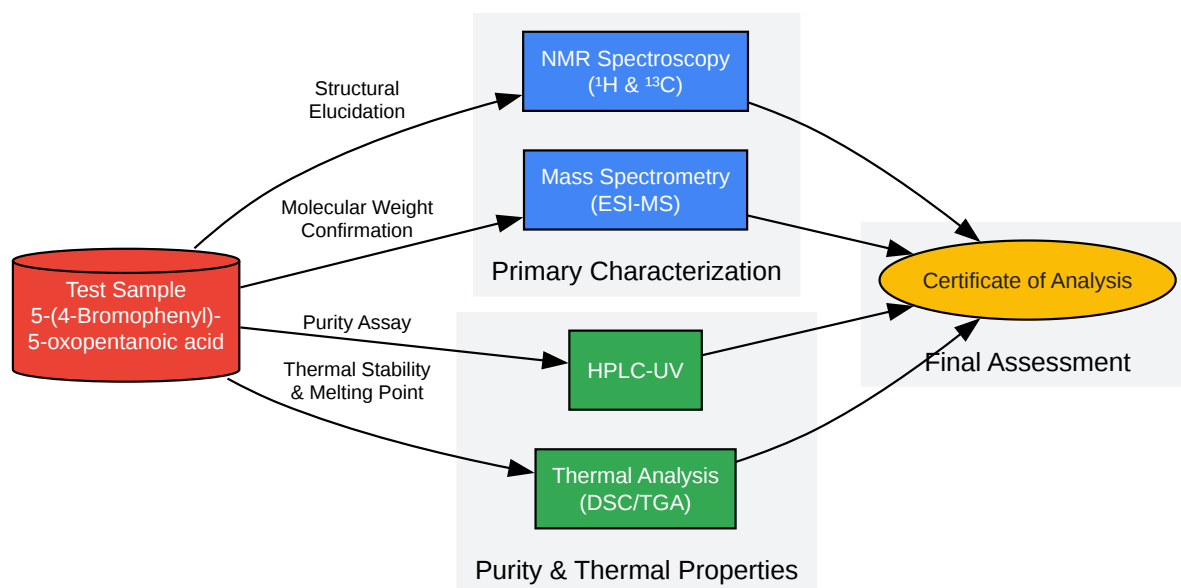 NMR Spectroscopy
(¹H & ¹³C)
Structural
Elucidation
Mass Spectrometry
(ESI-MS)
Molecular Weight
Confirmation
Primary Characterization
Test Sample
5-(4-Bromophenyl)-
5-oxopentanoic acid
Certificate of Analysis
Purity Assay
HPLC-UV
Final Assessment
Thermal Stability
& Melting Point
Thermal Analysis
(DSC/TGA)
Purity & Thermal Properties